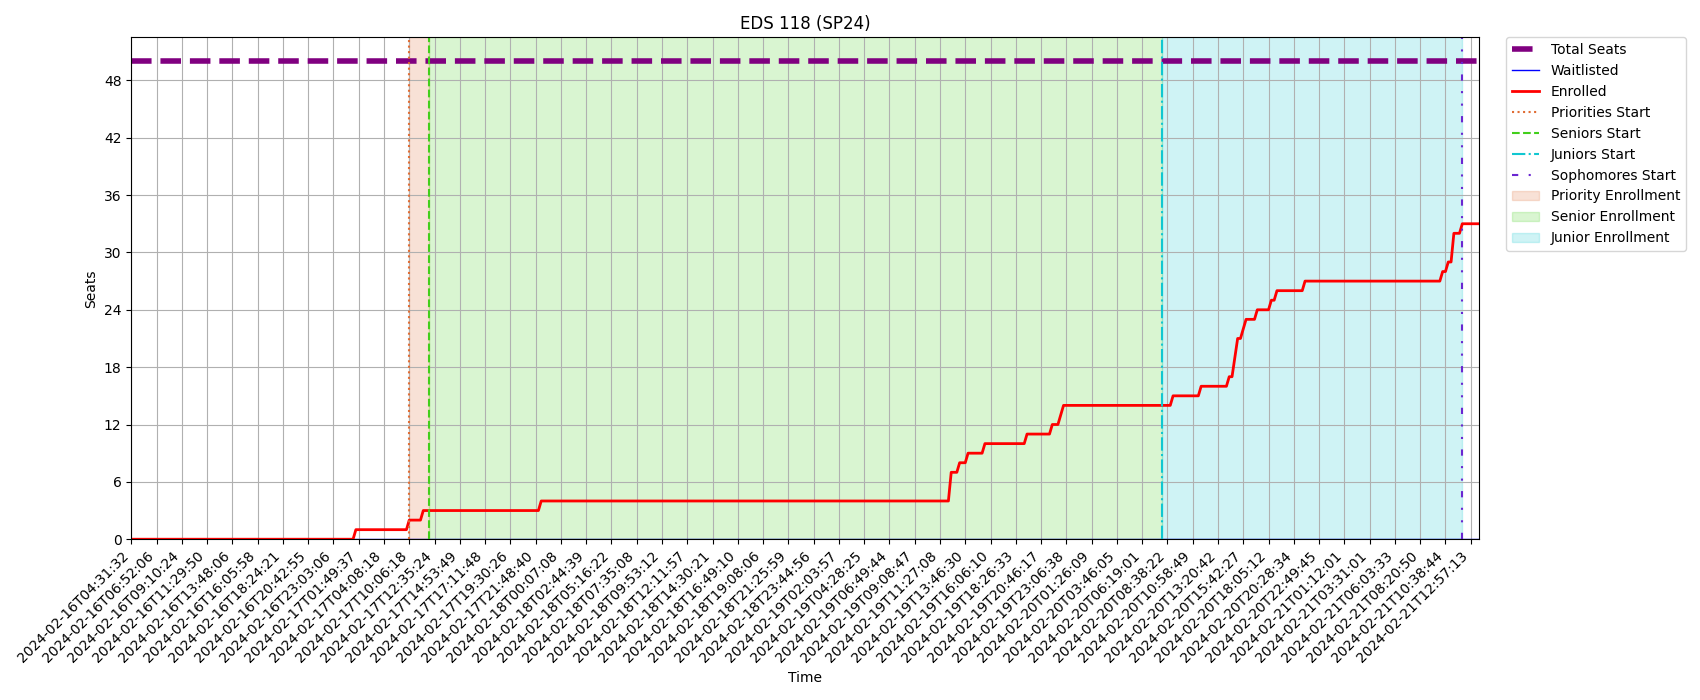 EDS 118 (SP24)
Total Seats
Waitlisted
Enrolled
Priorities Start
Seniors Start
Juniors Start
Sophomores Start
Priority Enrollment
Senior Enrollment
Junior Enrollment
Seats
48
42
36
30
24
18
12
6
0
2024-02-16T04:31:32
2024-02-16T06:52:06
2024-02-16T09:10:24
2024-02-16T11:29:50
2024-02-16T13:48:06
2024-02-16T16:05:58
2024-02-16T18:24:21
2024-02-16T20:42:55
2024-02-16T23:03:06
2024-02-17T01:49:37
2024-02-17T04:08:18
2024-02-17T10:06:18
2024-02-17T12:35:24
2024-02-17T14:53:49
2024-02-17T17:11:48
2024-02-17T19:30:26
2024-02-17T21:48:40
2024-02-18T00:07:08
2024-02-18T02:44:39
2024-02-18T05:16:22
2024-02-18T07:35:08
2024-02-18T09:53:12
2024-02-18T12:11:57
2024-02-18T14:30:21
2024-02-18T16:49:10
2024-02-18T19:08:06
2024-02-18T21:25:59
2024-02-18T23:44:56
2024-02-19T02:03:57
2024-02-19T04:28:25
2024-02-19T06:49:44
2024-02-19T09:08:47
2024-02-19T11:27:08
2024-02-19T13:46:30
2024-02-19T16:06:10
2024-02-19T18:26:33
2024-02-19T20:46:17
2024-02-19T23:06:38
2024-02-20T01:26:09
2024-02-20T03:46:05
2024-02-20T06:19:01
2024-02-20T08:38:22
2024-02-20T10:58:49
2024-02-20T13:20:42
2024-02-20T15:42:27
2024-02-20T18:05:12
2024-02-20T20:28:34
2024-02-20T22:49:45
2024-02-21T01:12:01
2024-02-21T03:31:01
2024-02-21T06:03:33
2024-02-21T08:20:50
2024-02-21T10:38:44
2024-02-21T12:57:13
Time